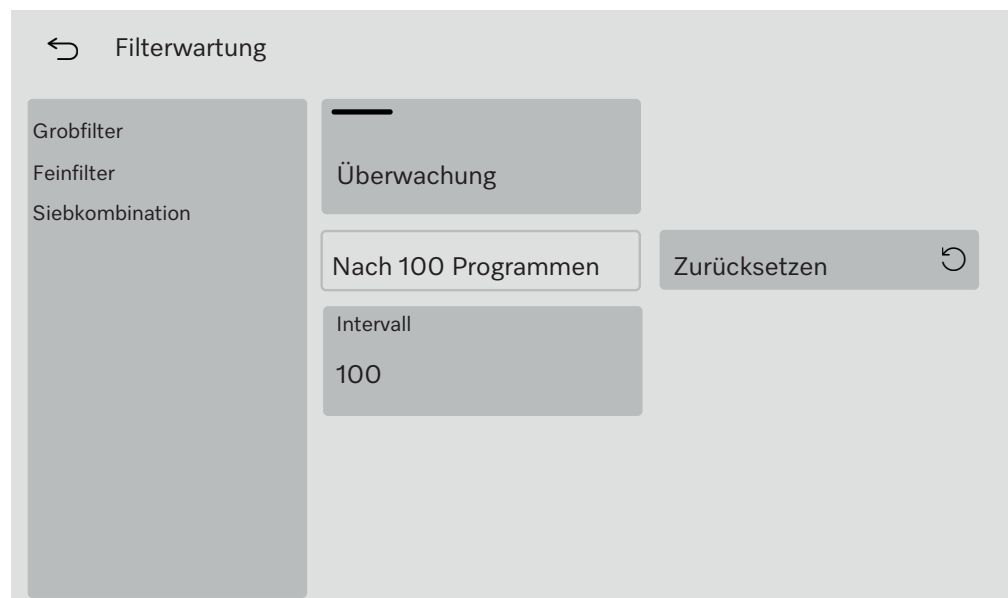 Filterwartung
Grobfilter
Feinfilter
Siebkombination
Überwachung
Nach 100 Programmen
Zurücksetzen
Intervall
100